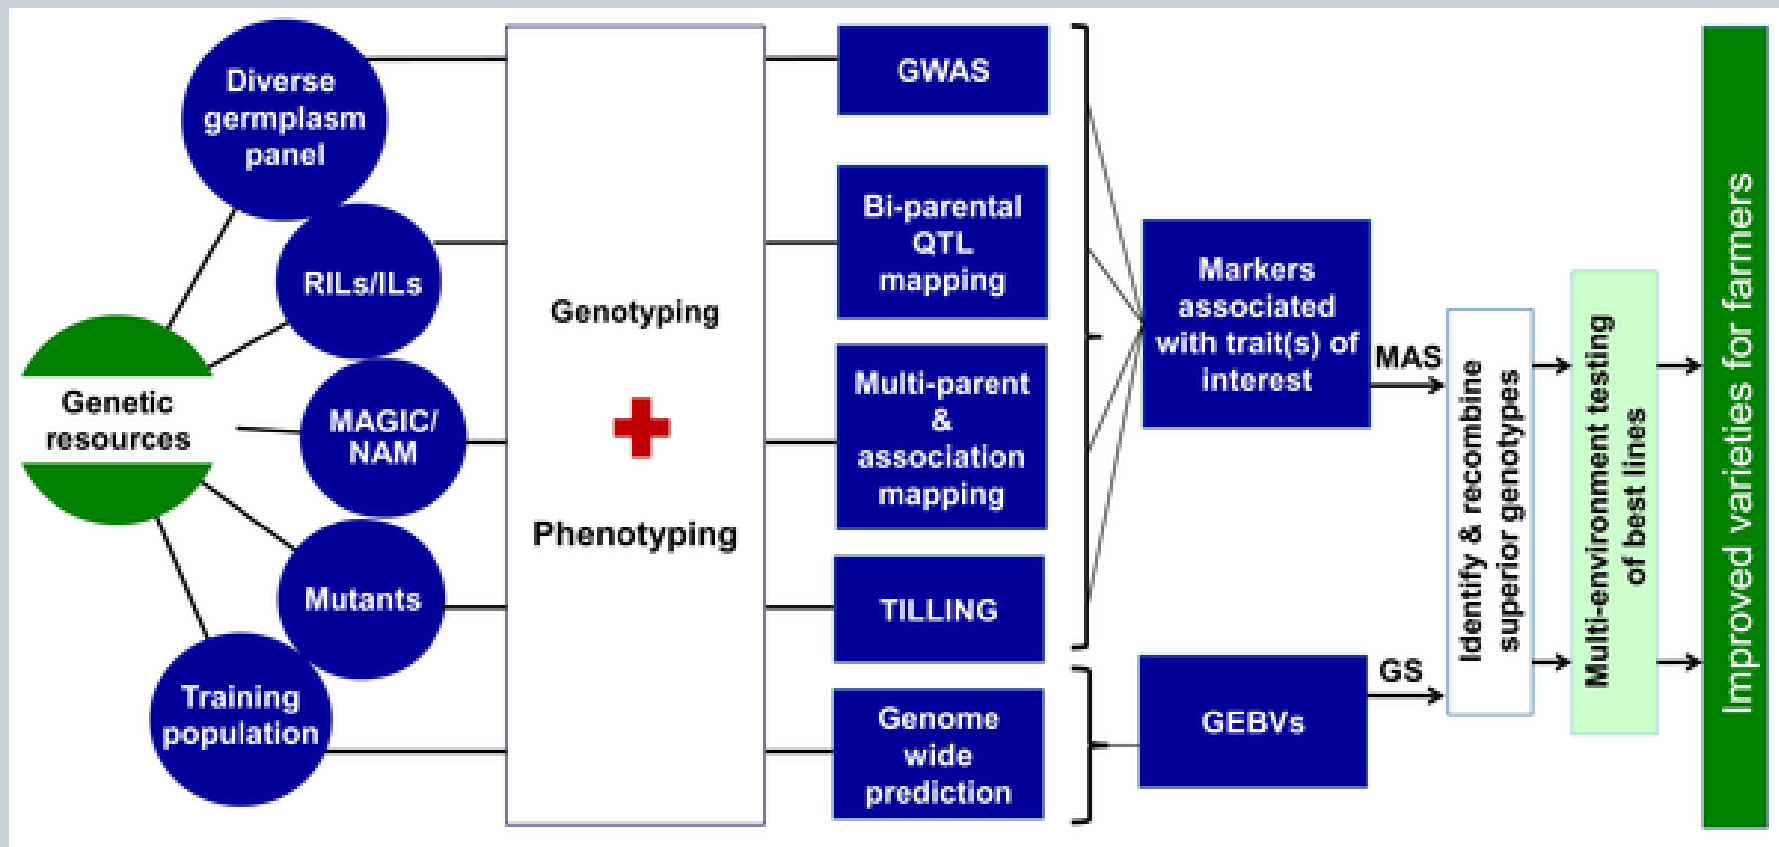 Diverse
germplasm
panel
RILs/ILs
Genetic
resources
MAGIC/
NAM
Mutants
Training
population
Genotyping
Phenotyping
GWAS
Bi-parental
QTL
mapping
Multi-parent
&
association
mapping
TILLING
Genome
wide
prediction
Markers
associated
with trait(s) of
interest
GEBVs
MAS
GS
Identify & recombine
superior genotypes
Multi-environment testing
of best lines
Improved varieties for farmers